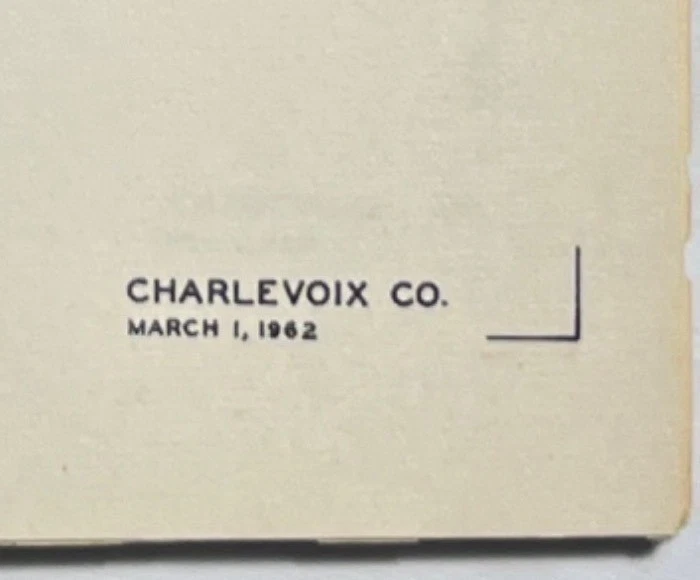 CHARLEVOIX CO.
MARCH 1, 1962